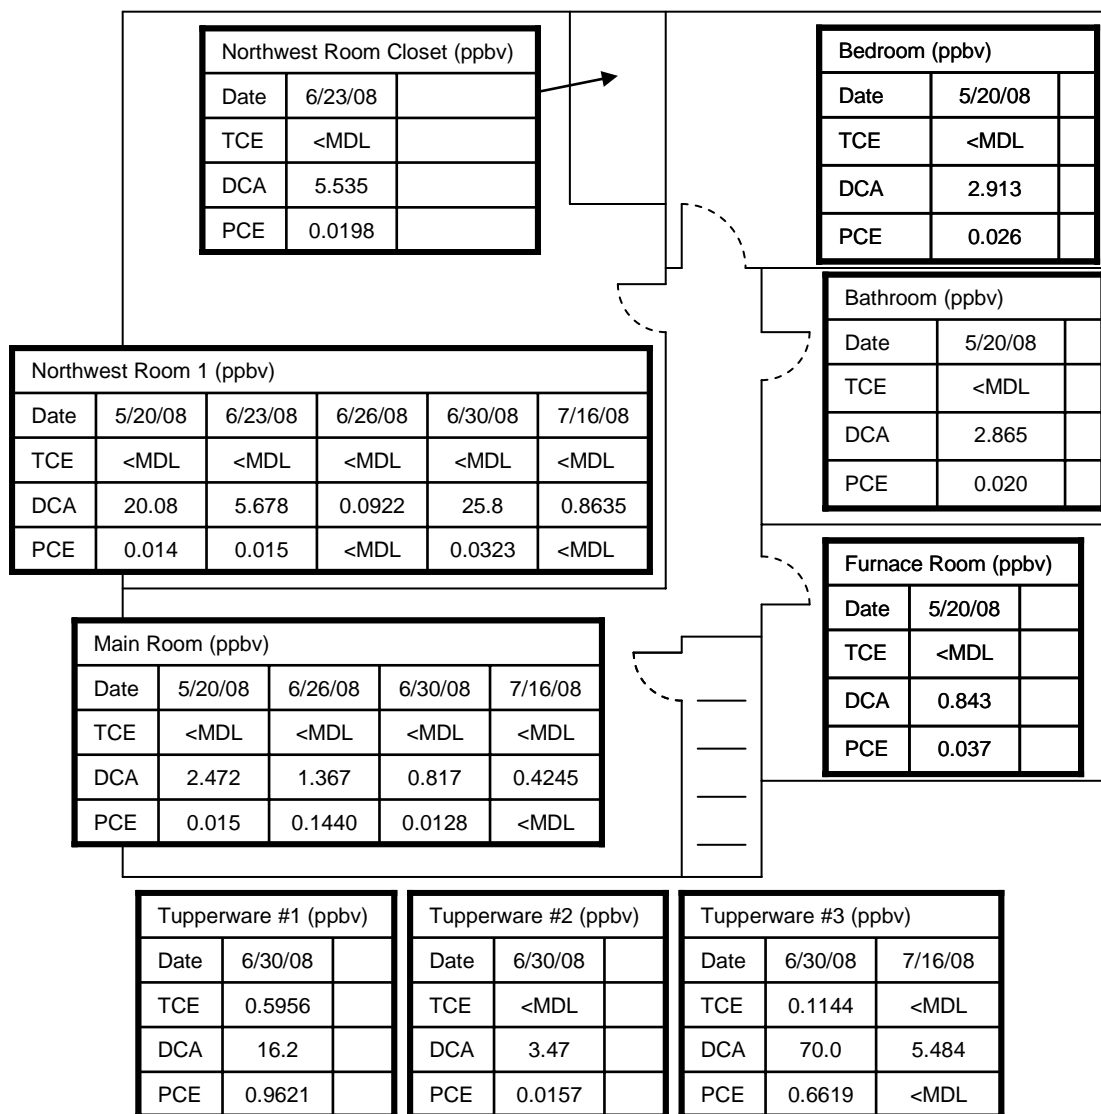 Northwest Room Closet (ppbv)
Date 6/23/08
TCE <MDL
DCA 5.535
PCE 0.0198
Bedroom (ppbv)
Date 5/20/08
TCE <MDL
DCA 2.913
PCE 0.026
Bathroom (ppbv)
Date 5/20/08
TCE <MDL
DCA 2.865
PCE 0.020
Northwest Room 1 (ppbv)
Date 5/20/08 6/23/08 6/26/08 6/30/08 7/16/08
TCE <MDL <MDL <MDL <MDL <MDL
DCA 20.08 5.678 0.0922 25.8 0.8635
PCE 0.014 0.015 <MDL 0.0323 <MDL
Furnace Room (ppbv)
Date 5/20/08
TCE <MDL
DCA 0.843
PCE 0.037
Main Room (ppbv)
Date 5/20/08 6/26/08 6/30/08 7/16/08
TCE <MDL <MDL <MDL <MDL
DCA 2.472 1.367 0.817 0.4245
PCE 0.015 0.1440 0.0128 <MDL
Tupperware #1 (ppbv)
Date 6/30/08
TCE 0.5956
DCA 16.2
PCE 0.9621
Tupperware #2 (ppbv)
Date 6/30/08
TCE <MDL
DCA 3.47
PCE 0.0157
Tupperware #3 (ppbv)
Date 6/30/08 7/16/08
TCE 0.1144 <MDL
DCA 70.0 5.484
PCE 0.6619 <MDL